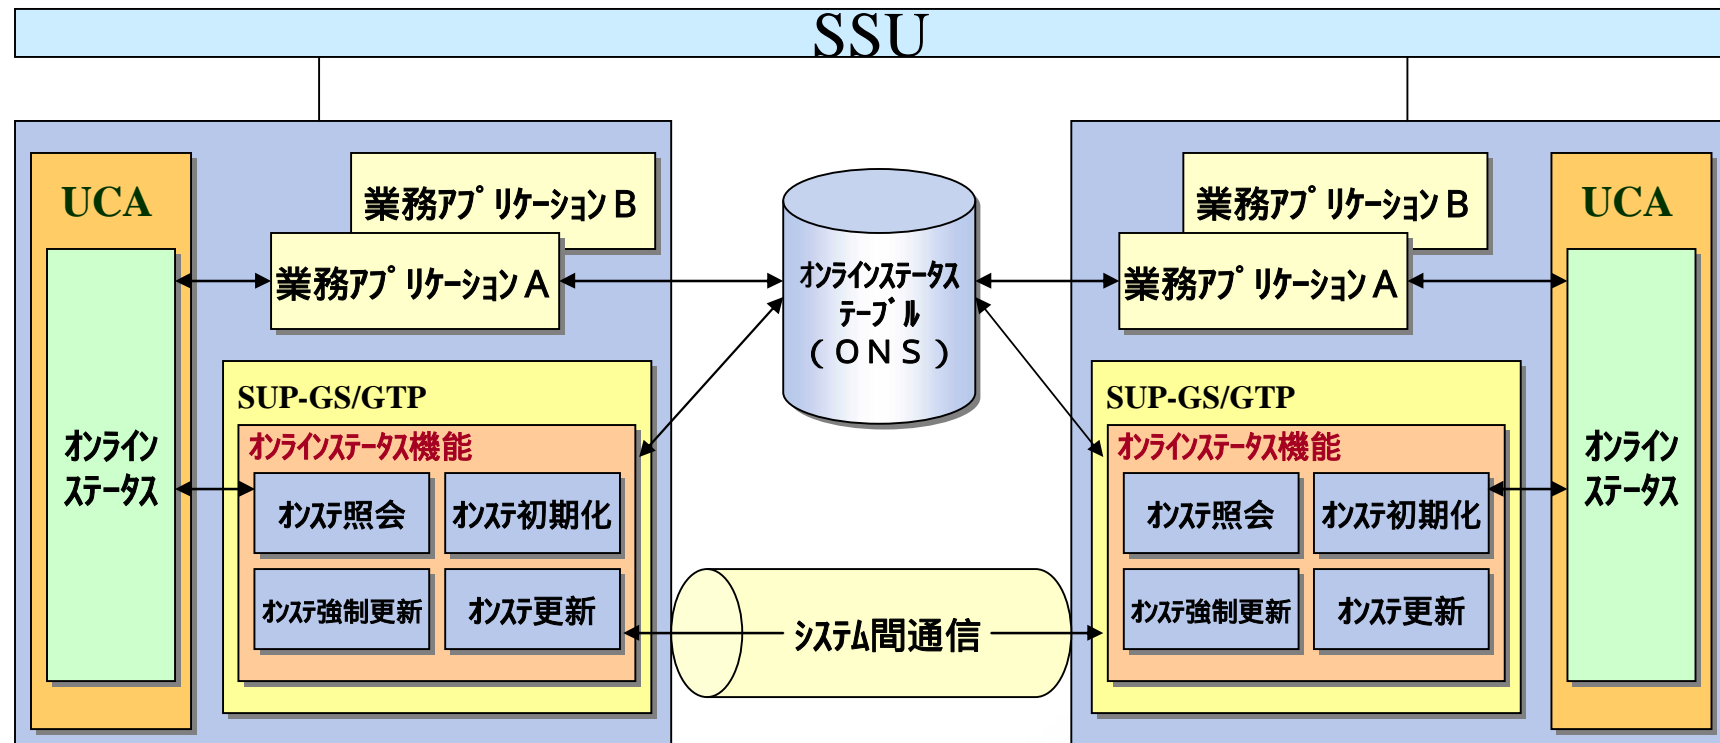 SSU
UCA
オンライン
ステータス
業務アプリケーションB
業務アプリケーションA
SUP-GS/GTP
オンラインステータス機能
オンステ照会
オンステ初期化
オンステ強制更新
オンステ更新
オンラインステータス
テーブル
(ONS)
システム間通信
業務アプリケーションB
業務アプリケーションA
SUP-GS/GTP
オンラインステータス機能
オンステ照会
オンステ初期化
オンステ強制更新
オンステ更新
UCA
オンライン
ステータス